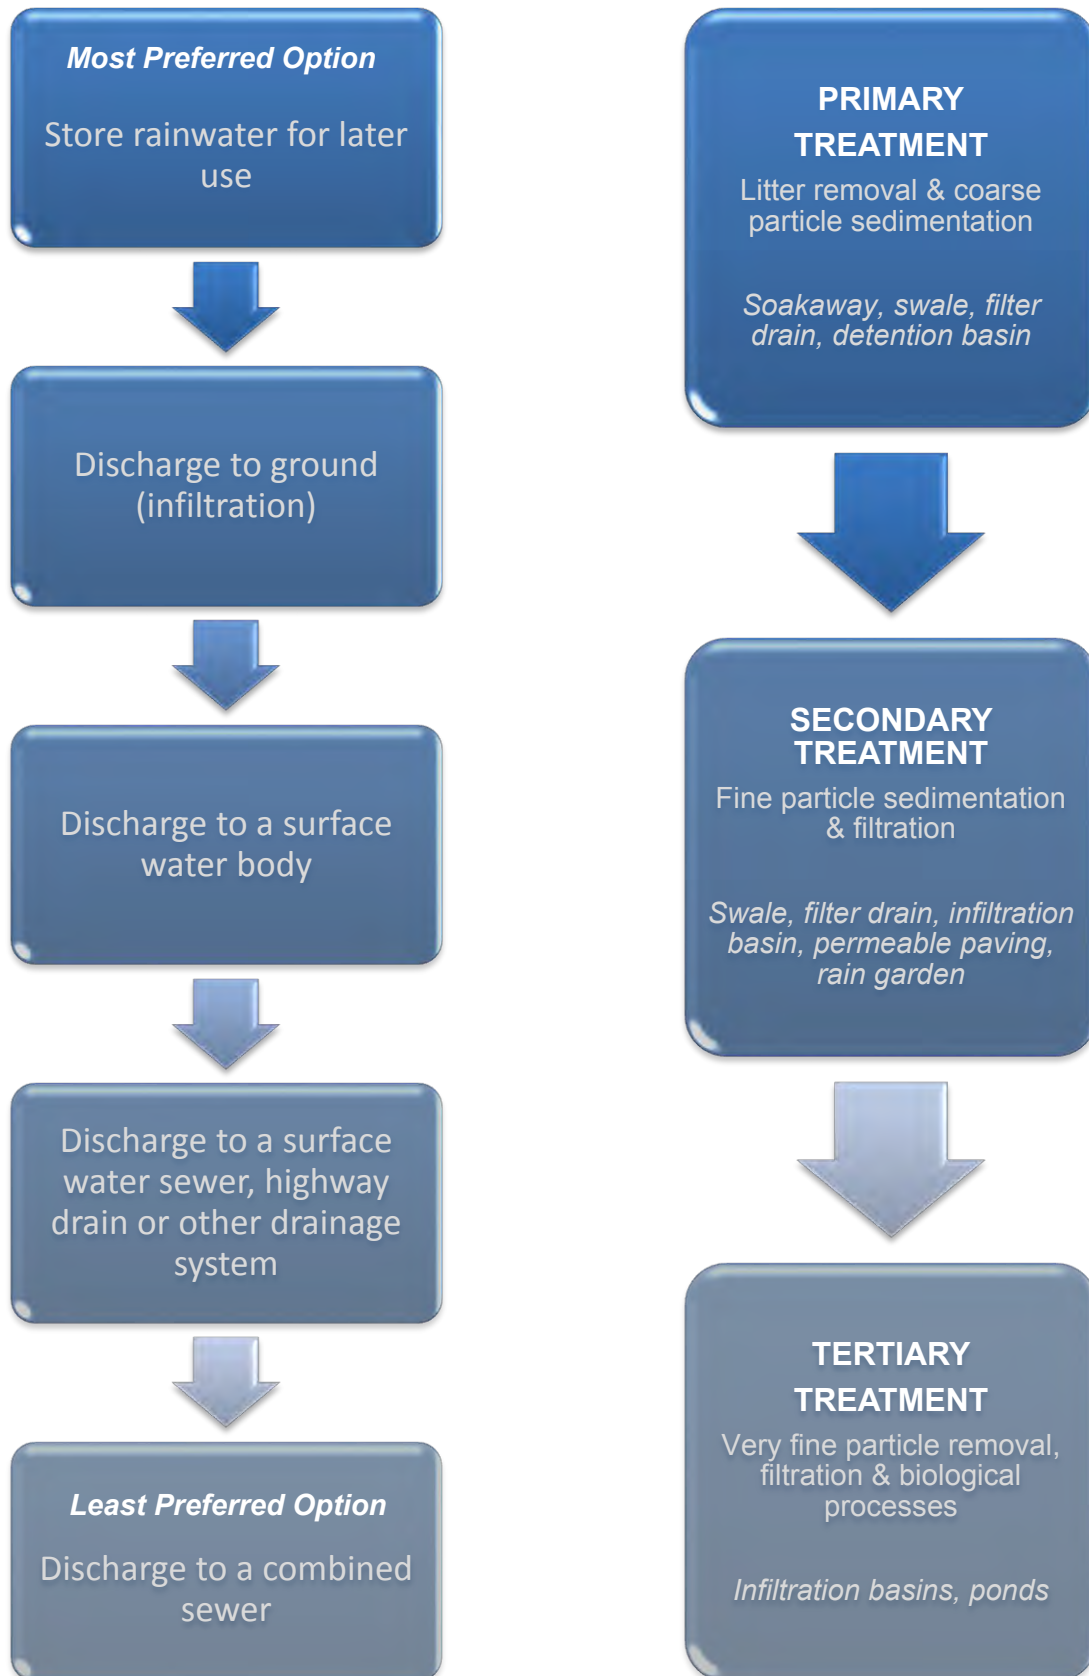 Most Preferred Option
Store rainwater for later
use
Discharge to ground
(infiltration)
Discharge to a surface
water body
Discharge to a surface
water sewer, highway
drain or other drainage
system
Least Preferred Option
Discharge to a combined
sewer
PRIMARY
TREATMENT
Litter removal & coarse
particle sedimentation
Soakaway, swale, filter
drain, detention basin
SECONDARY
TREATMENT
Fine particle sedimentation
& filtration
Swale, filter drain, infiltration
basin, permeable paving,
rain garden
TERTIARY
TREATMENT
Very fine particle removal,
filtration & biological
processes
Infiltration basins, ponds